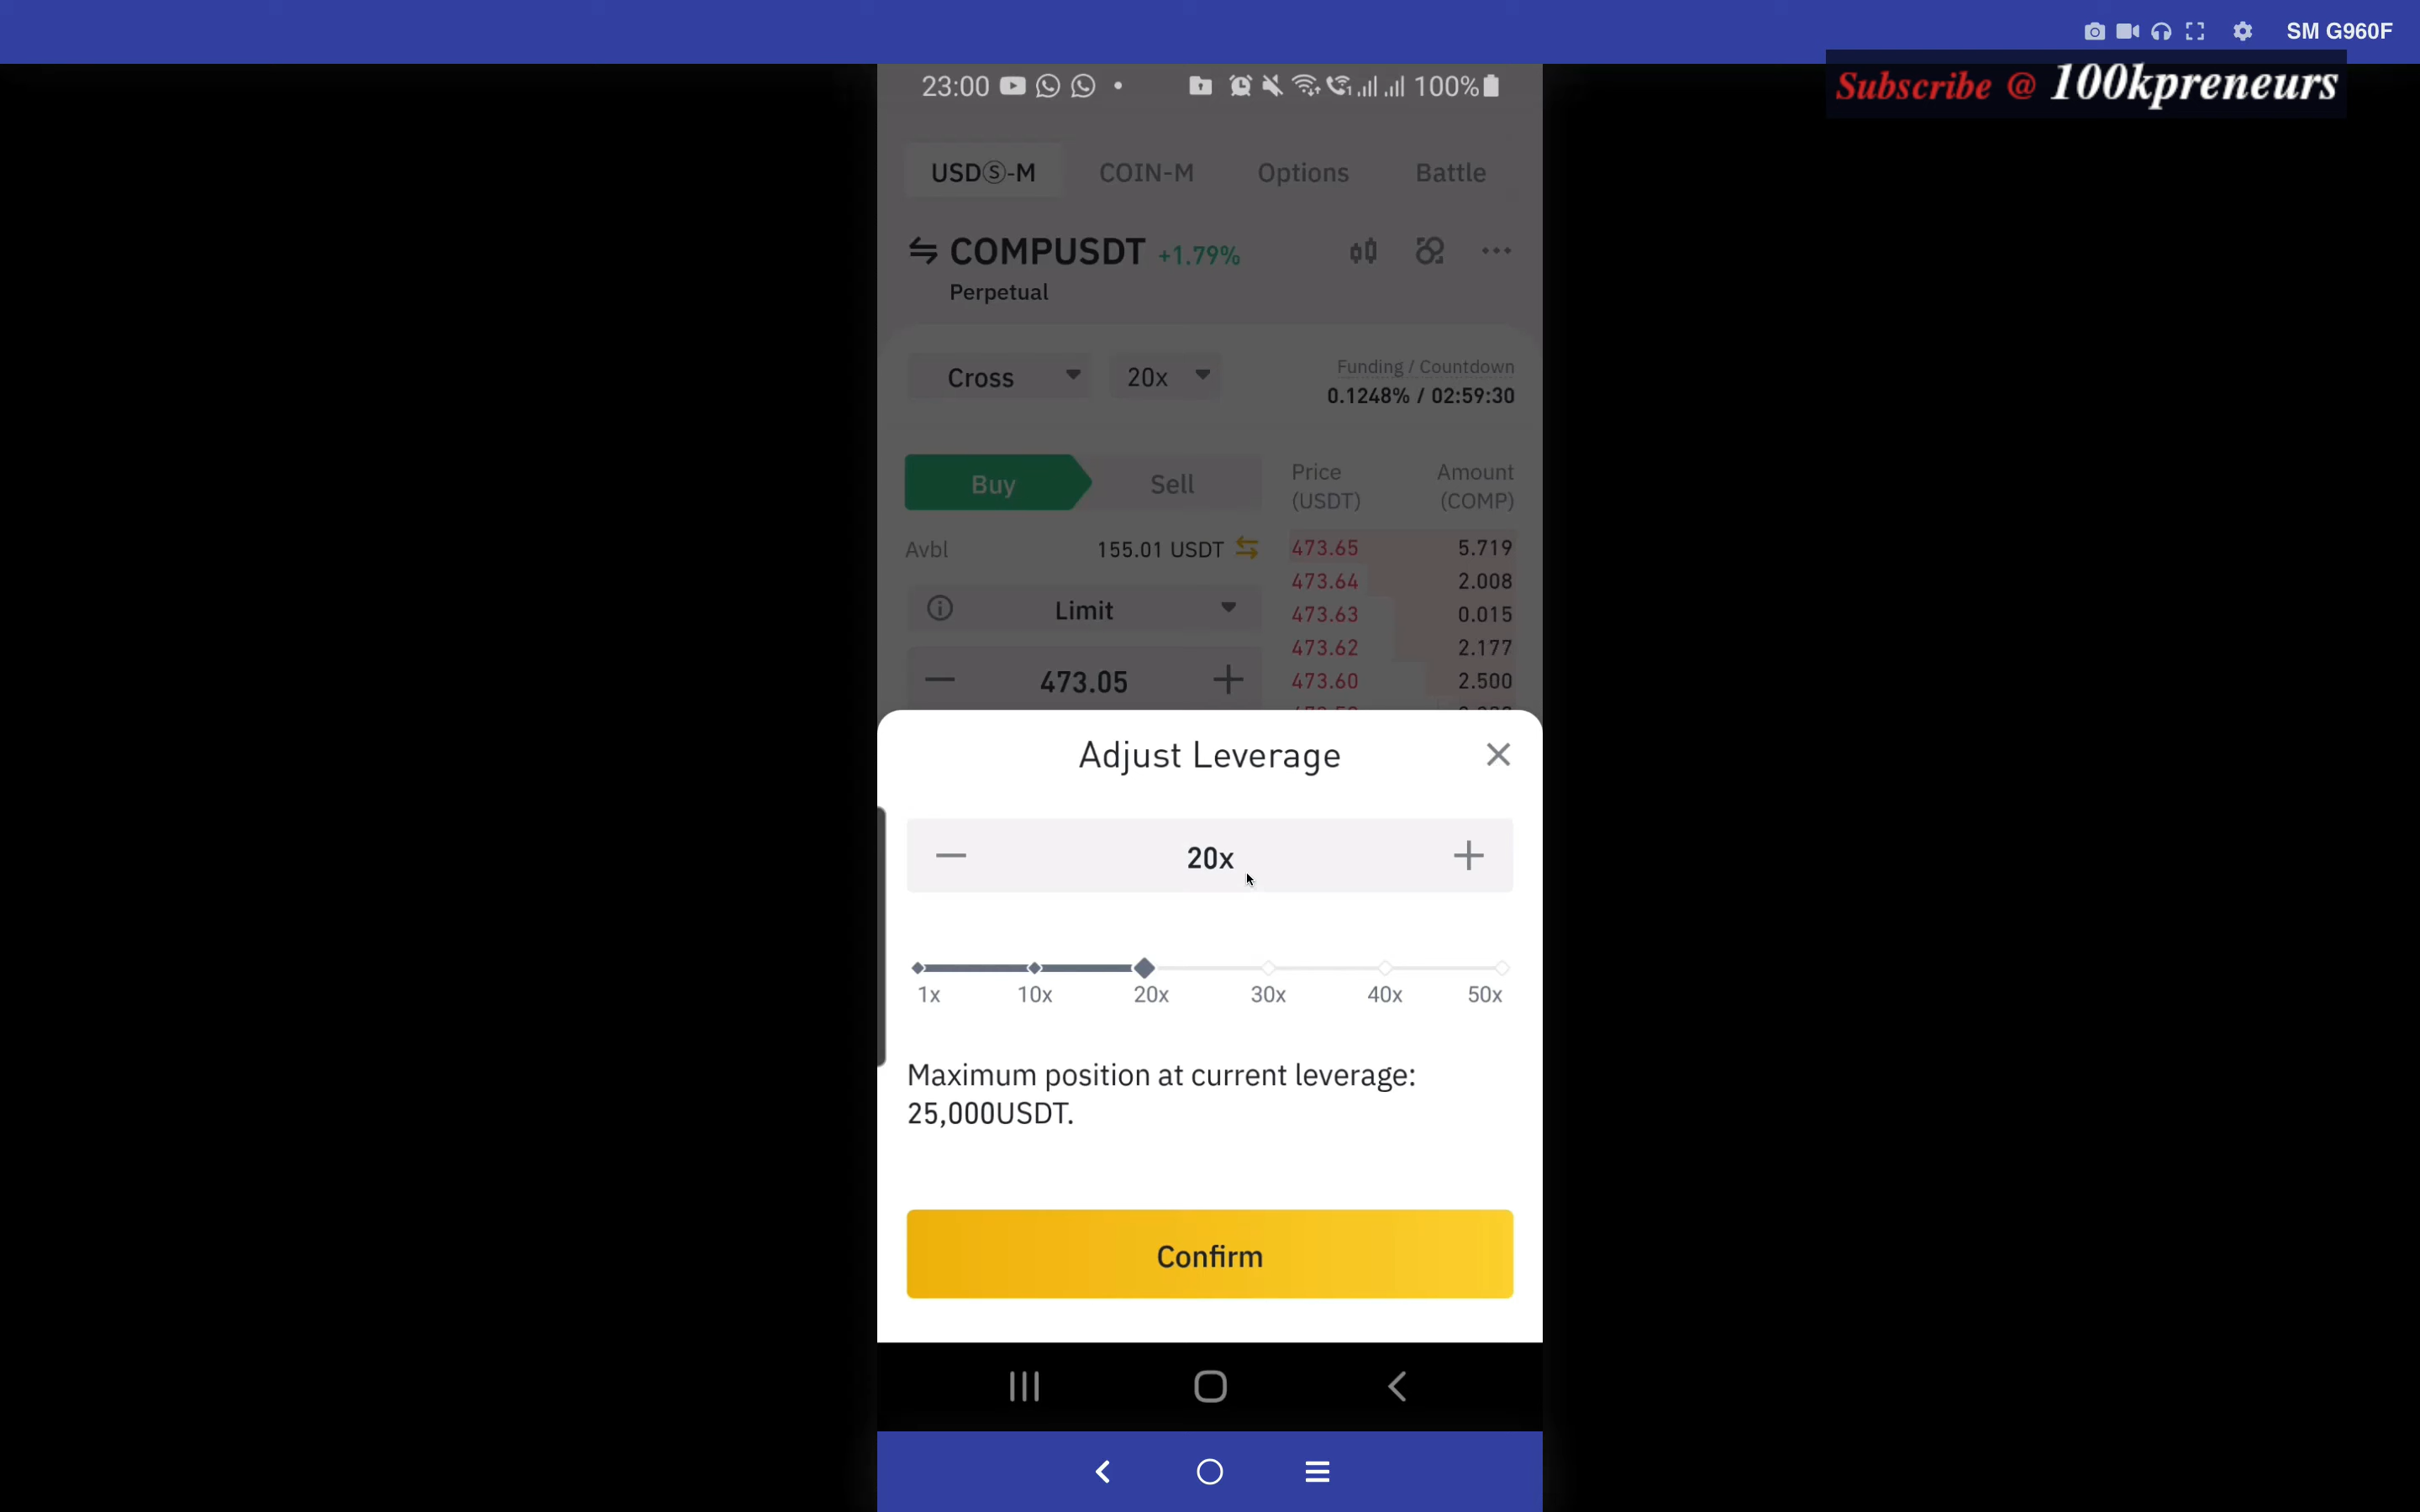 SM G960F
Subscribe @ 100kpreneurs
23:00 100%
USDⓈ-M COIN-M Options Battle
COMPUSDT +1.79%
Perpetual
Cross 20x
Funding / Countdown
0.1248% / 02:59:30
Buy Sell
Price Amount
(USDT) (COMP)
Avbl 155.01 USDT
473.65 5.719
473.64 2.008
Limit
473.63 0.015
473.62 2.177
473.05
473.60 2.500
Adjust Leverage
20x
1x 10x 20x 30x 40x 50x
Maximum position at current leverage:
25,000USDT.
Confirm